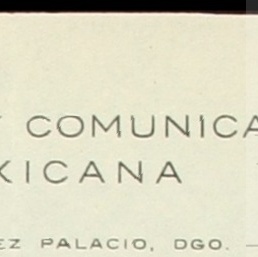 Y COMUNICA
XICANA
EZ PALACIO, DGO. —